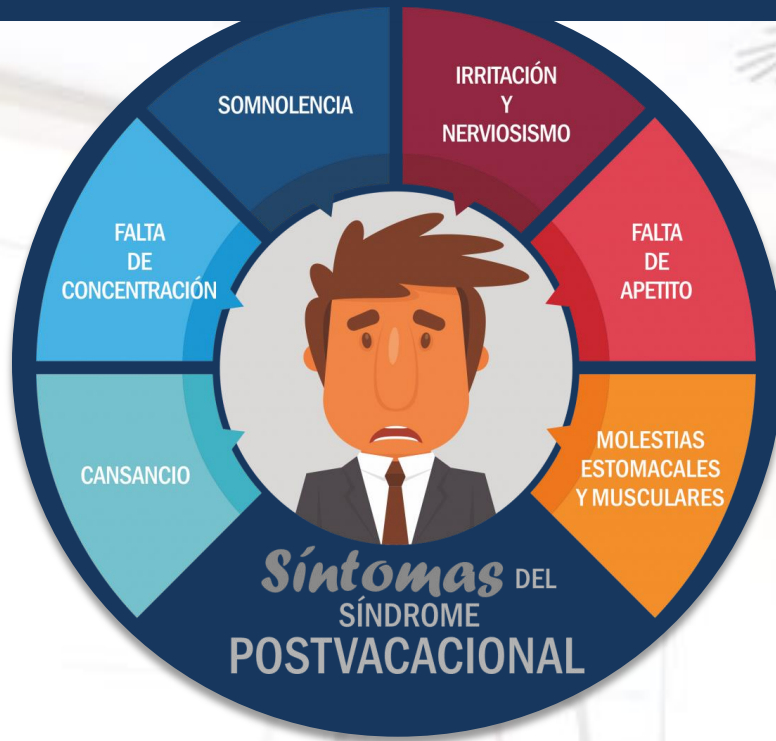 SOMNOLENCIA
IRRITACIÓN
Y
NERVIOSISMO
FALTA
DE
CONCENTRACIÓN
FALTA
DE
APETITO
CANSANCIO
MOLESTIAS
ESTOMACALES
Y MUSCULARES
Síntomas DEL
SÍNDROME
POSTVACACIONAL